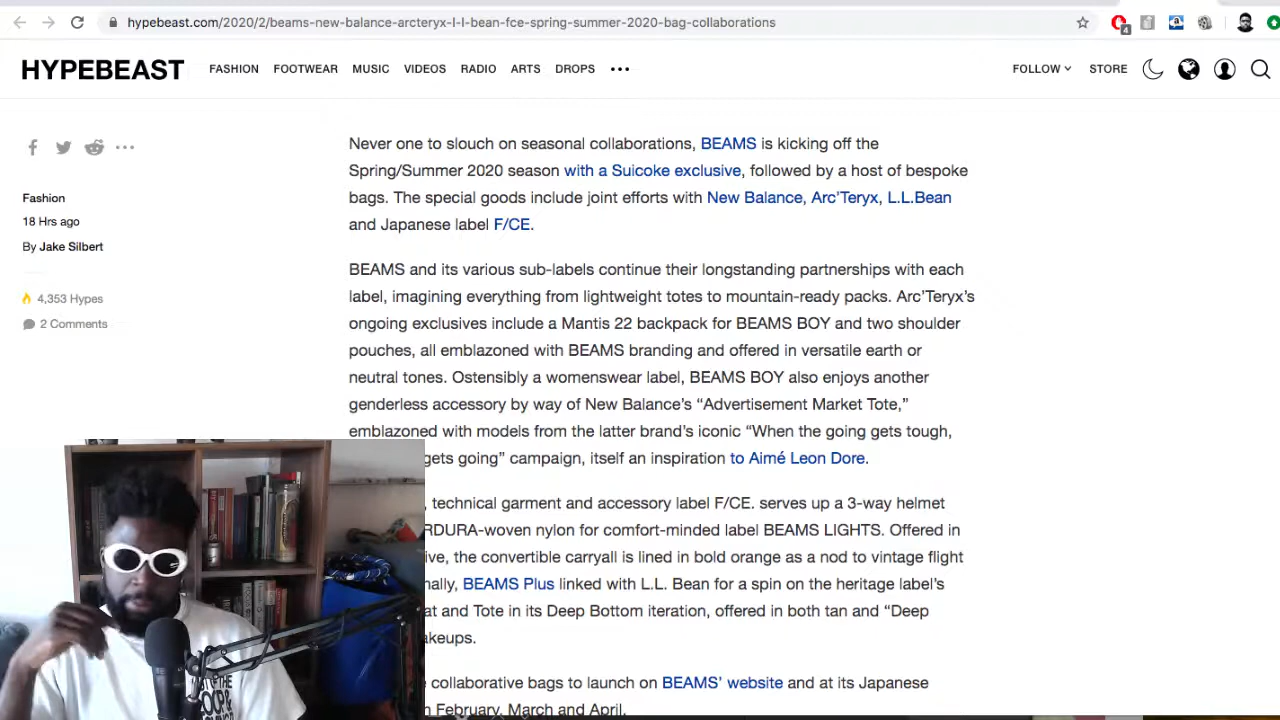 hypebeast.com/2020/2/beams-new-balance-arcteryx-l-l-bean-fce-spring-summer-2020-bag-collaborations
4
HYPEBEAST
FASHION FOOTWEAR MUSIC VIDEOS RADIO ARTS DROPS
FOLLOW STORE
Fashion
18 Hrs ago
By Jake Silbert
4,353 Hypes
2 Comments
Never one to slouch on seasonal collaborations, BEAMS is kicking off the
Spring/Summer 2020 season with a Suicoke exclusive, followed by a host of bespoke
bags. The special goods include joint efforts with New Balance, Arc'Teryx, L.L.Bean
and Japanese label F/CE.
BEAMS and its various sub-labels continue their longstanding partnerships with each
label, imagining everything from lightweight totes to mountain-ready packs. Arc'Teryx's
ongoing exclusives include a Mantis 22 backpack for BEAMS BOY and two shoulder
pouches, all emblazoned with BEAMS branding and offered in versatile earth or
neutral tones. Ostensibly a womenswear label, BEAMS BOY also enjoys another
genderless accessory by way of New Balance's “Advertisement Market Tote,”
emblazoned with models from the latter brand's iconic “When the going gets tough,
gets going” campaign, itself an inspiration to Aimé Leon Dore.
, technical garment and accessory label F/CE. serves up a 3-way helmet
RDURA-woven nylon for comfort-minded label BEAMS LIGHTS. Offered in
ive, the convertible carryall is lined in bold orange as a nod to vintage flight
nally, BEAMS Plus linked with L.L. Bean for a spin on the heritage label's
at and Tote in its Deep Bottom iteration, offered in both tan and “Deep
akeups.
collaborative bags to launch on BEAMS' website and at its Japanese
February, March and April.